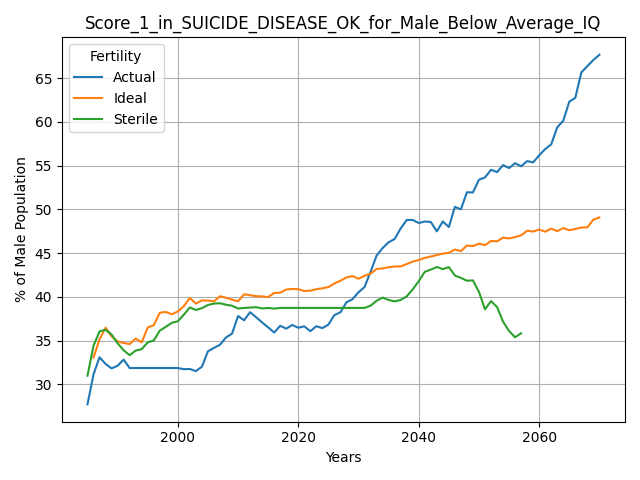 Score_1_in_SUICIDE_DISEASE_OK_for_Male_Below_Average_IQ
Fertility
Actual
Ideal
Sterile
% of Male Population
65
60
55
50
45
40
35
30
2000
2020
2040
2060
Years